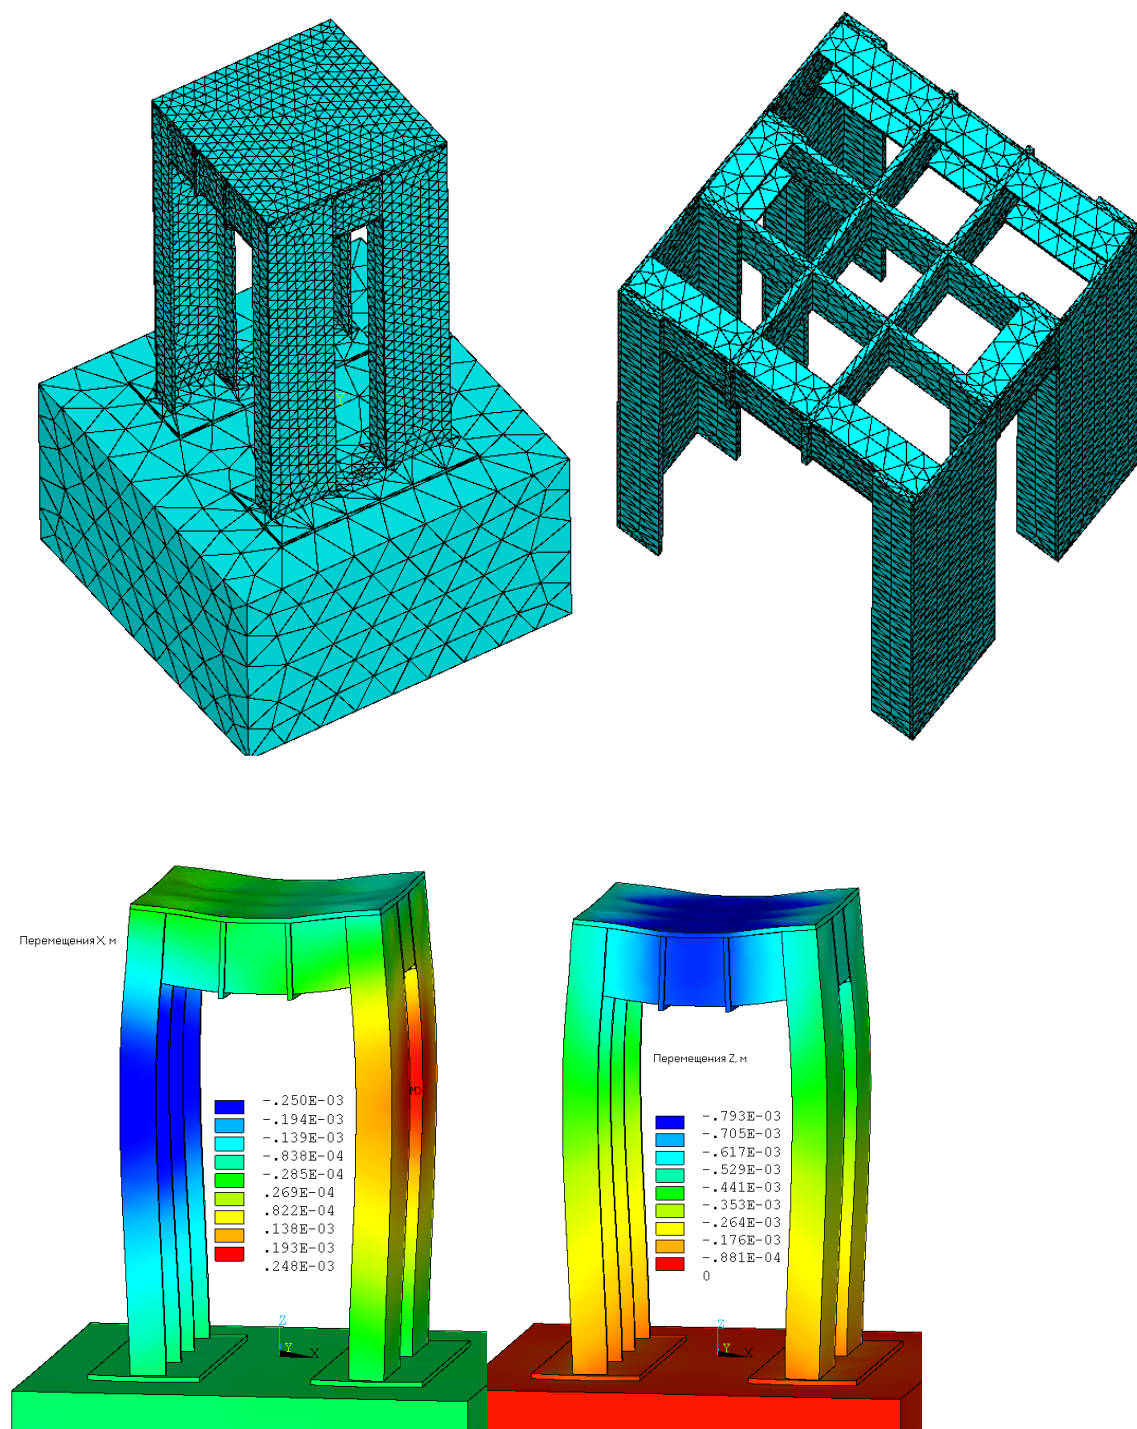 Y
Перемещения X, м
MX
-.250E-03
-.194E-03
-.139E-03
-.838E-04
-.285E-04
.269E-04
.822E-04
.138E-03
.193E-03
.248E-03
Z
Y
X
Перемещения Z, м
-.793E-03
-.705E-03
-.617E-03
-.529E-03
-.441E-03
-.353E-03
-.264E-03
-.176E-03
-.881E-04
0
Z
Y
X